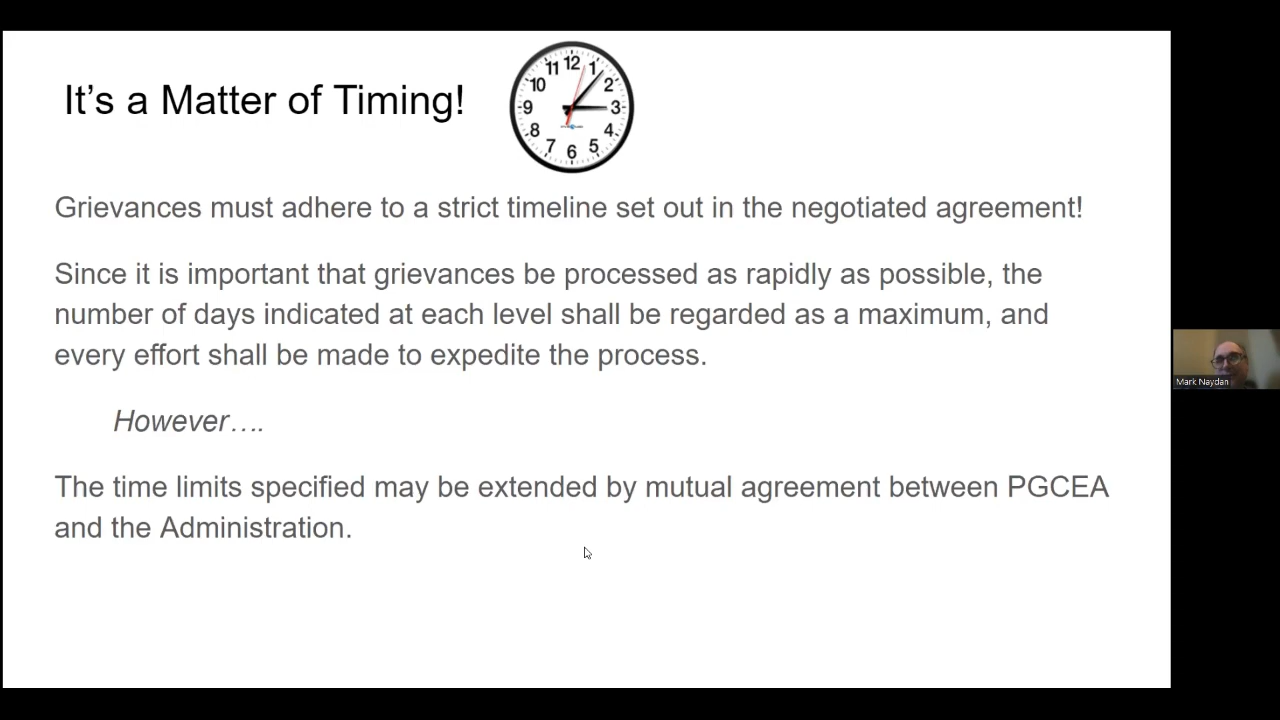 It's a Matter of Timing!
11 12 1
10 2
9 3
8 4
7 6 5
Grievances must adhere to a strict timeline set out in the negotiated agreement!
Since it is important that grievances be processed as rapidly as possible, the
number of days indicated at each level shall be regarded as a maximum, and
every effort shall be made to expedite the process.
However….
The time limits specified may be extended by mutual agreement between PGCEA
and the Administration.
Mark Naydan